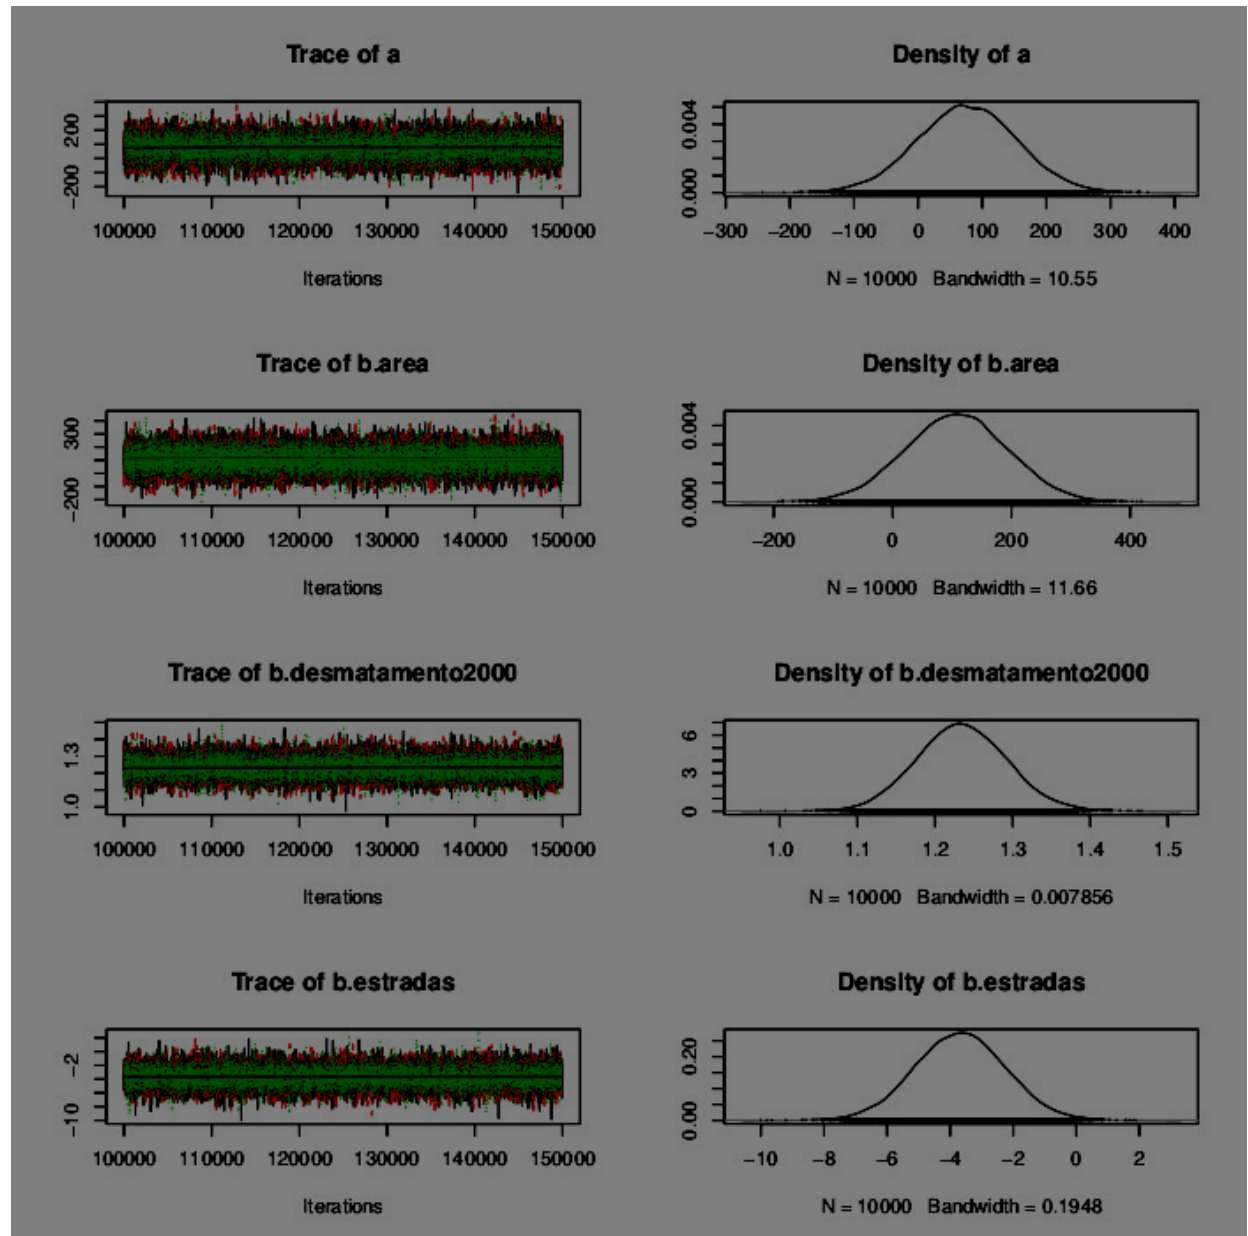 Trace of a
200
-200
100000 110000 120000 130000 140000 150000
Iterations
Density of a
0.004
0.000
-300 -200 -100 0 100 200 300 400
N = 10000 Bandwidth = 10.55
Trace of b.area
300
-200
100000 110000 120000 130000 140000 150000
Iterations
Density of b.area
0.004
0.000
-200 0 200 400
N = 10000 Bandwidth = 11.66
Trace of b.desmatamento2000
1.3
1.0
100000 110000 120000 130000 140000 150000
Iterations
Density of b.desmatamento2000
6
3
0
1.0 1.1 1.2 1.3 1.4 1.5
N = 10000 Bandwidth = 0.007856
Trace of b.estradas
-2
-10
100000 110000 120000 130000 140000 150000
Iterations
Density of b.estradas
0.20
0.00
-10 -8 -6 -4 -2 0 2
N = 10000 Bandwidth = 0.1948